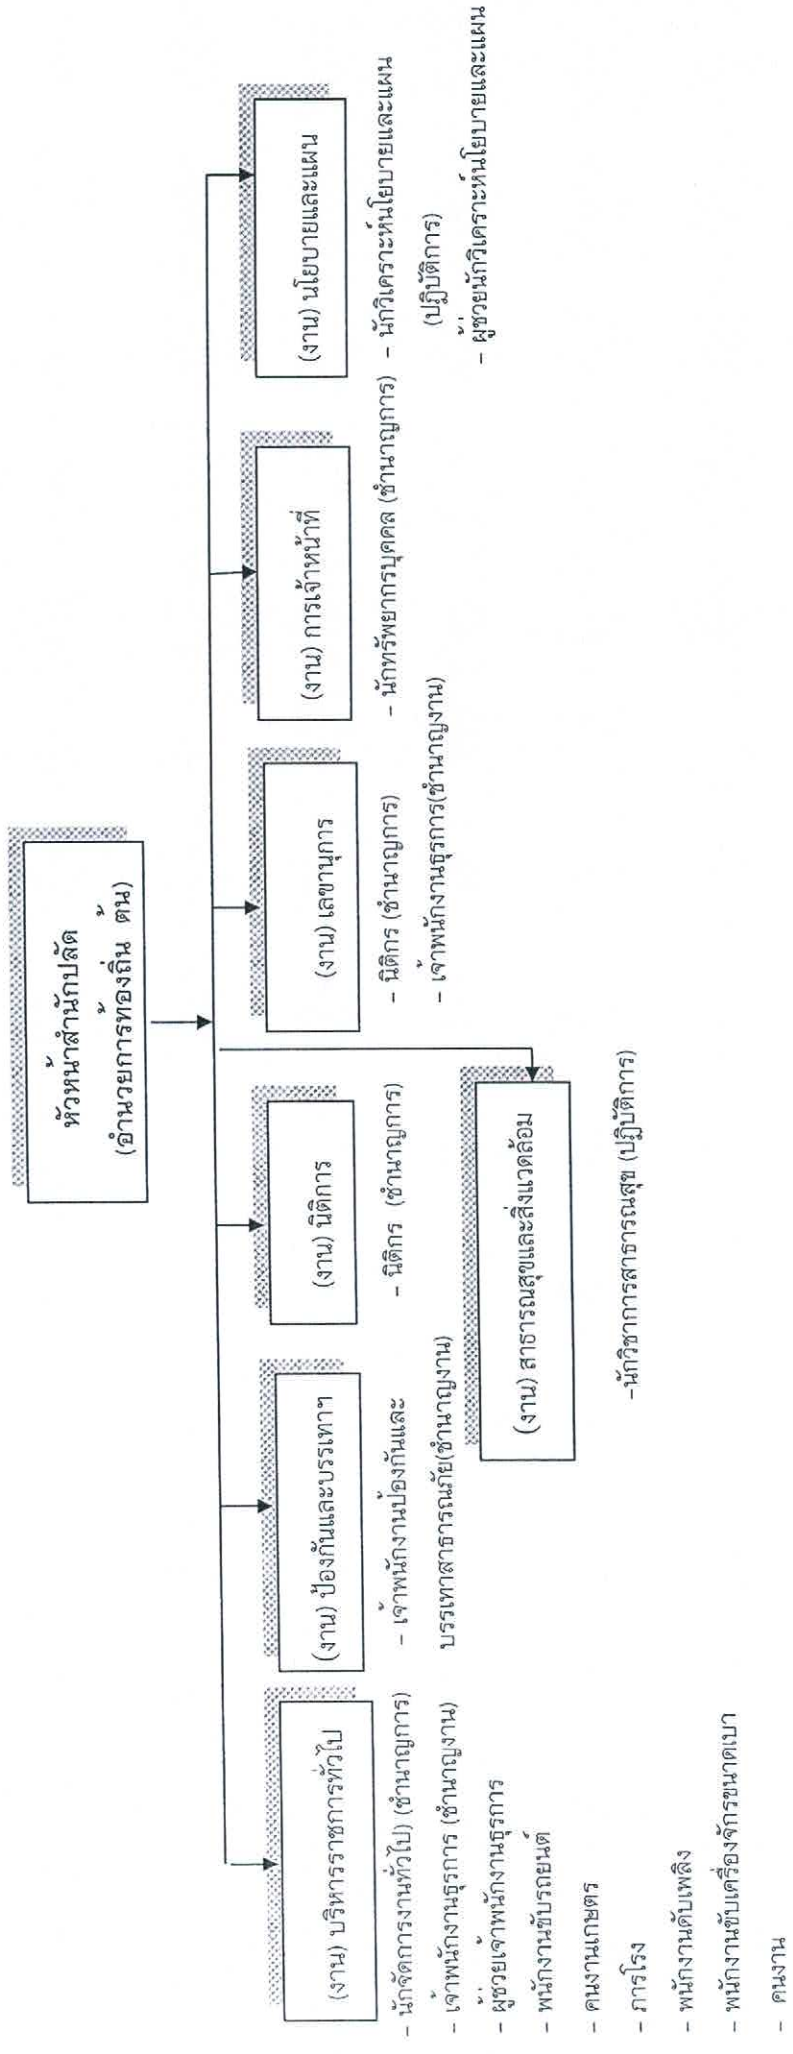 หัวหน้าสำนักปลัด
(อำนวยการท้องถิ่น ต้น)
(งาน) บริหารราชการทั่วไป
– นักจัดการงานทั่วไป) (ชำนาญการ)
– เจ้าพนักงานธุรการ (ชำนาญงาน)
– ผู้ช่วยเจ้าพนักงานธุรการ
– พนักงานขับรถยนต์
– คนงานเกษตร
– ภารโรง
– พนักงานดับเพลิง
– พนักงานขับเครื่องจักรขนาดเบา
– คนงาน
(งาน) ป้องกันและบรรเทาฯ
– เจ้าพนักงานป้องกันและ
บรรเทาสาธารณภัย(ชำนาญงาน)
(งาน) นิติการ
– นิติกร (ชำนาญการ)
(งาน) สาธารณสุขและสิ่งแวดล้อม
–นักวิชาการสาธารณสุข (ปฏิบัติการ)
(งาน) เลขานุการ
– นิติกร (ชำนาญการ)
– เจ้าพนักงานธุรการ(ชำนาญงาน)
(งาน) การเจ้าหน้าที่
– นักทรัพยากรบุคคล (ชำนาญการ)
(งาน) นโยบายและแผน
– นักวิเคราะห์นโยบายและแผน
(ปฏิบัติการ)
– ผู้ช่วยนักวิเคราะห์นโยบายและแผน